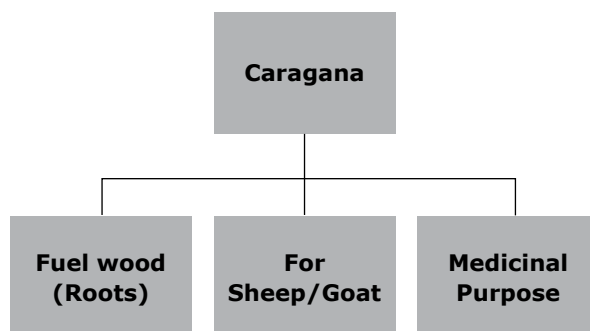 Caragana
Fuel wood
(Roots)
For
Sheep/Goat
Medicinal
Purpose